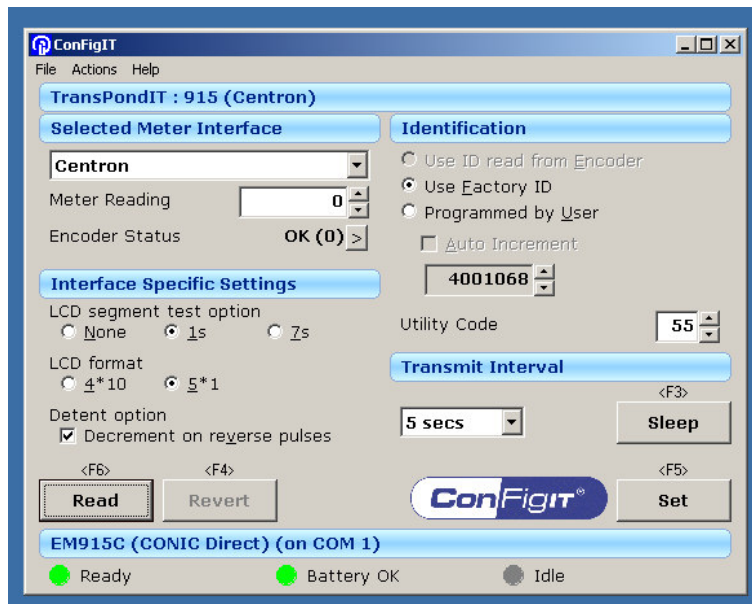 ConFigIT
File Actions Help
TransPondIT : 915 (Centron)
Selected Meter Interface
Centron
Meter Reading 0
Encoder Status OK (0) >
Interface Specific Settings
LCD segment test option
None 1s 7s
LCD format
4*10 5*1
Detent option
Decrement on reverse pulses
<F6> <F4>
Read Revert
Identification
Use ID read from Encoder
Use Factory ID
Programmed by User
Auto Increment
4001068
Utility Code 55
Transmit Interval
<F3>
5 secs Sleep
<F5>
ConFigIT® Set
EM915C (CONIC Direct) (on COM 1)
Ready Battery OK Idle